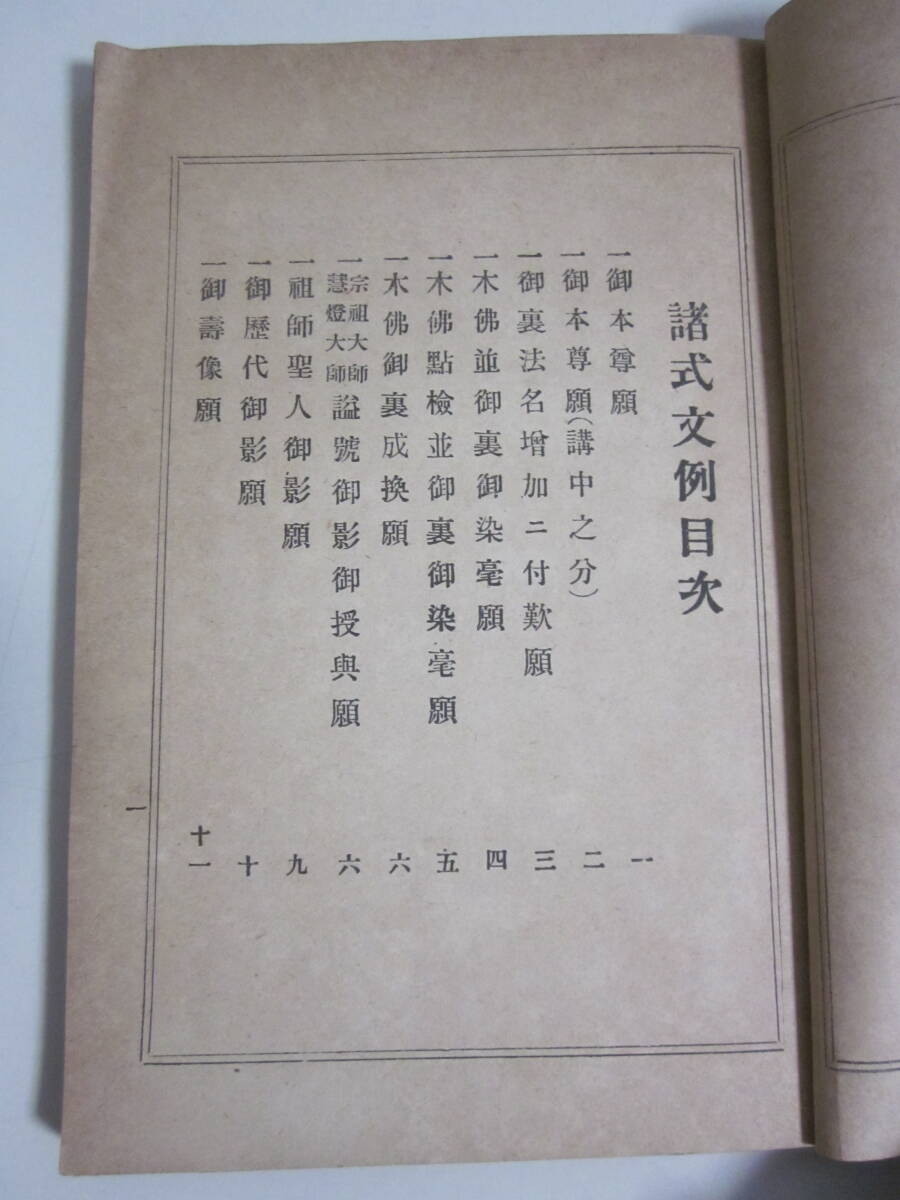 諸式文例目次
一御本尊願 一
一御本尊願(講中之分) 二
一御裏法名增加ニ付歎願 三
一木佛並御裏御染毫願 四
一木佛點檢並御裏御染毫願 五
一木佛御裏成換願 六
一宗祖大師慧燈大師諡號御影御授與願 六
一祖師聖人御影願 九
一御歷代御影願 十
一御壽像願 十一
一